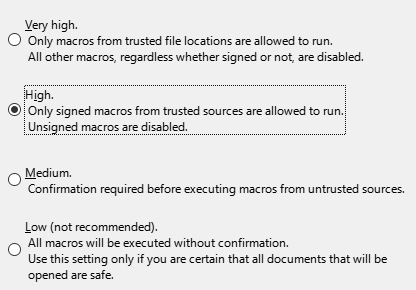 Very high.
Only macros from trusted file locations are allowed to run.
All other macros, regardless whether signed or not, are disabled.
High.
Only signed macros from trusted sources are allowed to run.
Unsigned macros are disabled.
Medium.
Confirmation required before executing macros from untrusted sources.
Low (not recommended).
All macros will be executed without confirmation.
Use this setting only if you are certain that all documents that will be
opened are safe.